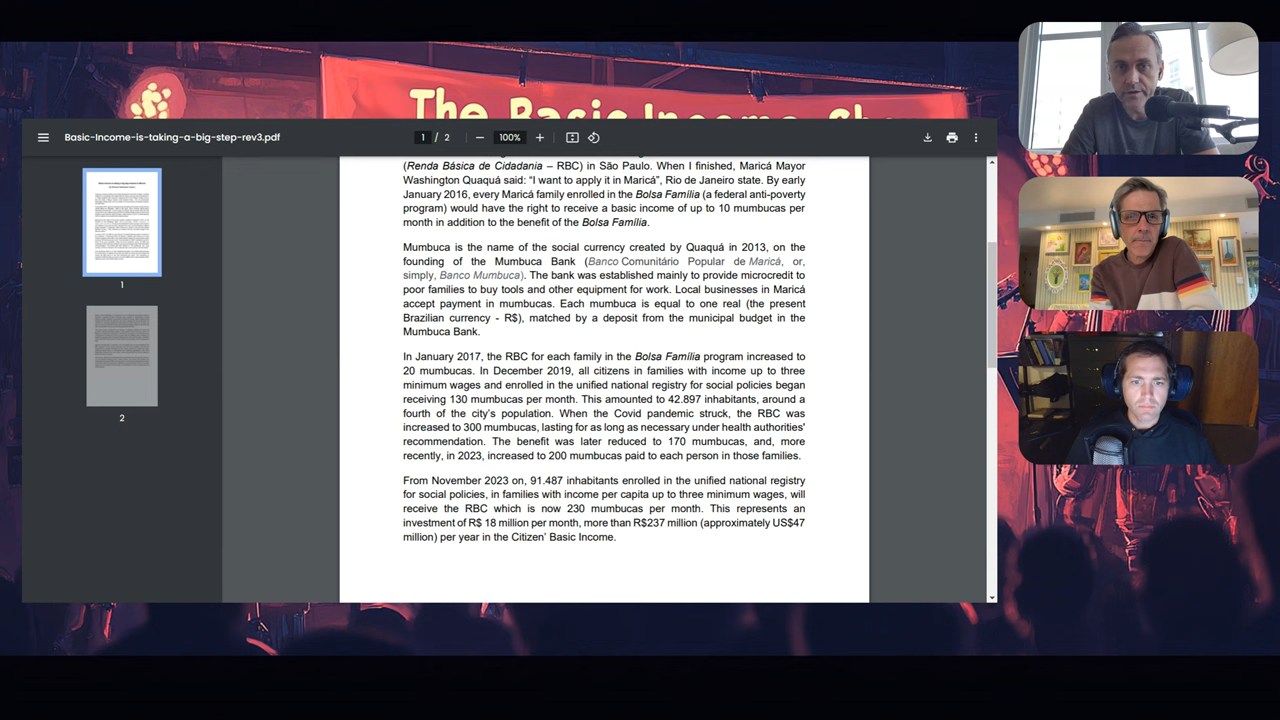 The Basic Income Sho
Basic-Income-is-taking-a-big-step-rev3.pdf
1 / 2
100%
(Renda Básica de Cidadania – RBC) in São Paulo. When I finished, Maricá Mayor
Washington Quaquá said: “I want to apply it in Maricá”, Rio de Janeiro state. By early
January 2016, every Maricá family enrolled in the Bolsa Família (a federal anti-poverty
program) would have the right to receive a basic income of up to 10 mumbucas per
month in addition to the benefit of the Bolsa Família.
Mumbuca is the name of the social currency created by Quaquá in 2013, on the
founding of the Mumbuca Bank (Banco Comunitário Popular de Maricá, or,
simply, Banco Mumbuca). The bank was established mainly to provide microcredit to
poor families to buy tools and other equipment for work. Local businesses in Maricá
accept payment in mumbucas. Each mumbuca is equal to one real (the present
Brazilian currency - R$), matched by a deposit from the municipal budget in the
Mumbuca Bank.
In January 2017, the RBC for each family in the Bolsa Família program increased to
20 mumbucas. In December 2019, all citizens in families with income up to three
minimum wages and enrolled in the unified national registry for social policies began
receiving 130 mumbucas per month. This amounted to 42.897 inhabitants, around a
fourth of the city’s population. When the Covid pandemic struck, the RBC was
increased to 300 mumbucas, lasting for as long as necessary under health authorities'
recommendation. The benefit was later reduced to 170 mumbucas, and, more
recently, in 2023, increased to 200 mumbucas paid to each person in those families.
From November 2023 on, 91.487 inhabitants enrolled in the unified national registry
for social policies, in families with income per capita up to three minimum wages, will
receive the RBC which is now 230 mumbucas per month. This represents an
investment of R$ 18 million per month, more than R$237 million (approximately US$47
million) per year in the Citizen’ Basic Income.
1
2